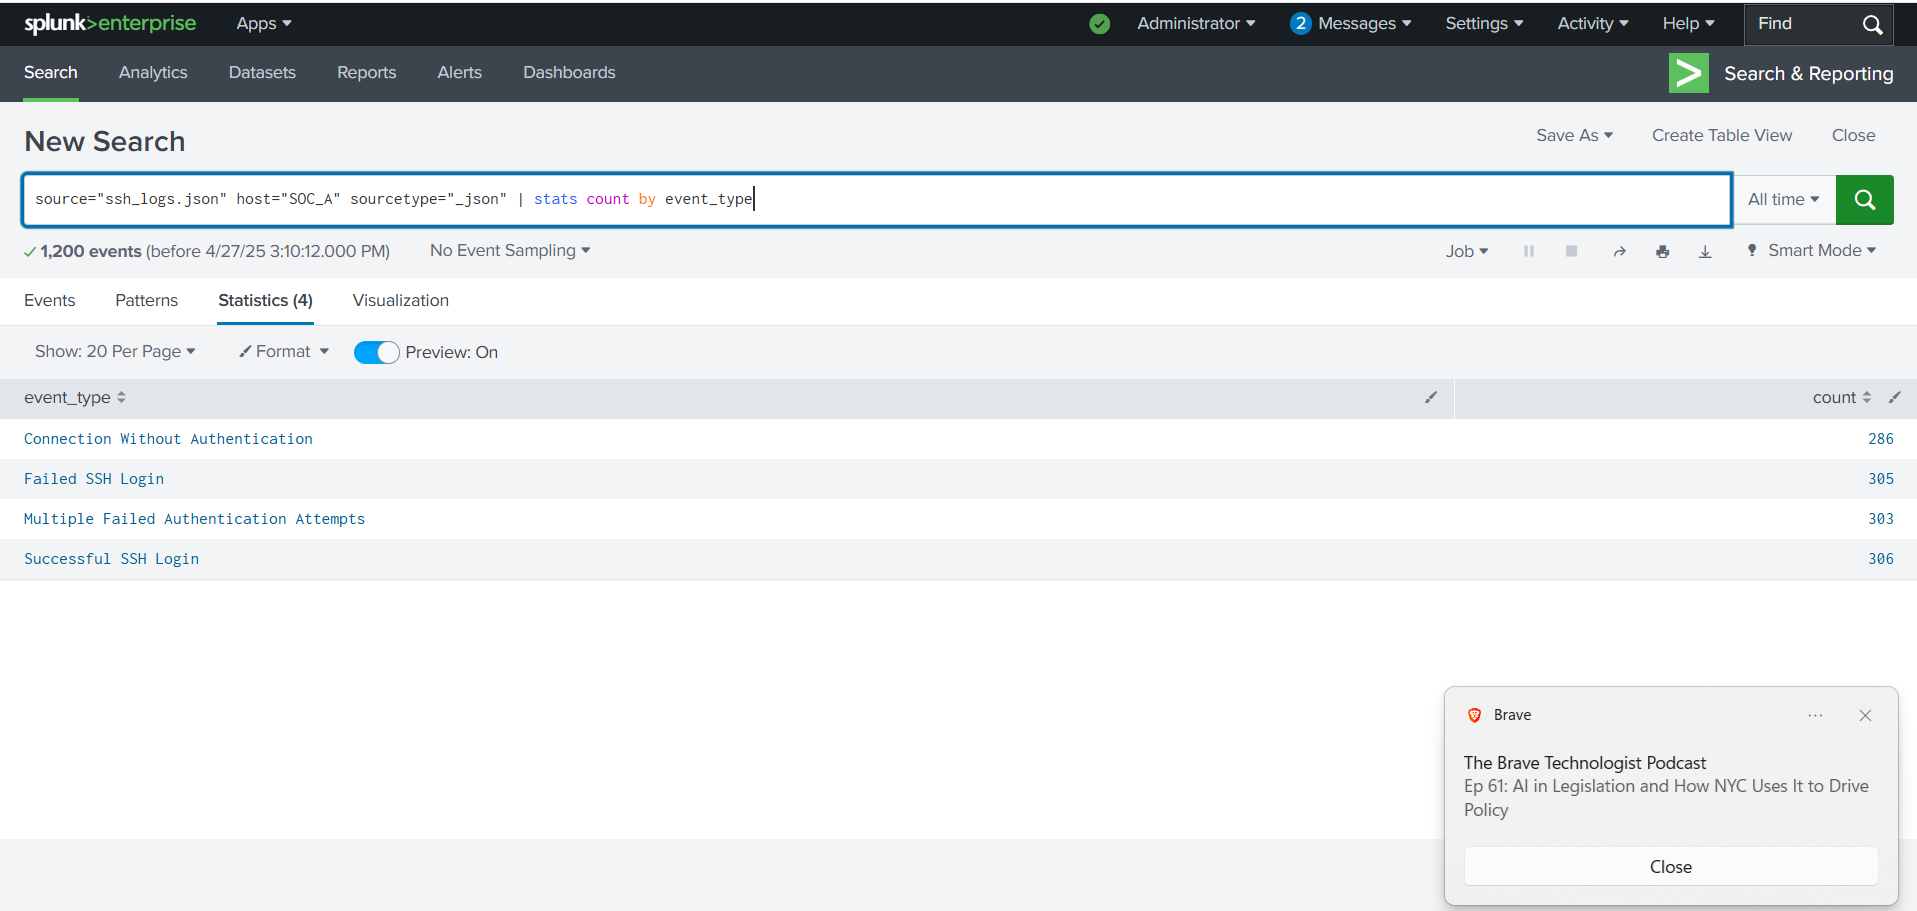 splunk>enterprise Apps Administrator 2 Messages Settings Activity Help Find
Search Analytics Datasets Reports Alerts Dashboards Search & Reporting
New Search Save As Create Table View Close
source="ssh_logs.json" host="SOC_A" sourcetype="_json" | stats count by event_type All time
1,200 events (before 4/27/25 3:10:12.000 PM) No Event Sampling Job Smart Mode
Events Patterns Statistics (4) Visualization
Show: 20 Per Page Format Preview: On
event_type count
Connection Without Authentication 286
Failed SSH Login 305
Multiple Failed Authentication Attempts 303
Successful SSH Login 306
Brave
The Brave Technologist Podcast
Ep 61: AI in Legislation and How NYC Uses It to Drive
Policy
Close